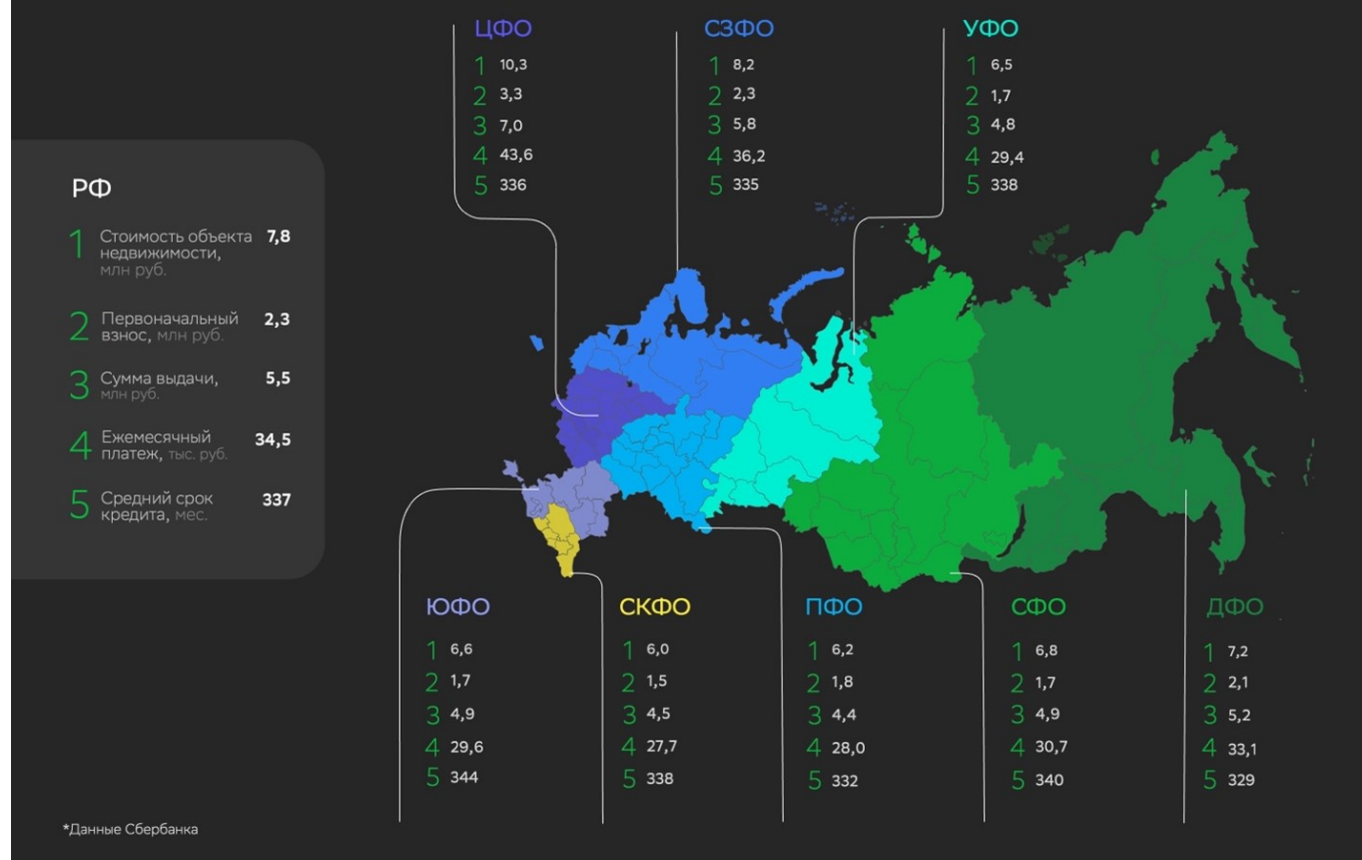 ЦФО
1 10,3
2 3,3
3 7,0
4 43,6
5 336
СЗФО
1 8,2
2 2,3
3 5,8
4 36,2
5 335
УФО
1 6,5
2 1,7
3 4,8
4 29,4
5 338
РФ
1 Стоимость объекта 7,8
недвижимости,
млн руб.
2 Первоначальный 2,3
взнос, млн руб.
3 Сумма выдачи, 5,5
млн руб.
4 Ежемесячный 34,5
платеж, тыс. руб.
5 Средний срок 337
кредита, мес.
ЮФО
1 6,6
2 1,7
3 4,9
4 29,6
5 344
СКФО
1 6,0
2 1,5
3 4,5
4 27,7
5 338
ПФО
1 6,2
2 1,8
3 4,4
4 28,0
5 332
СФО
1 6,8
2 1,7
3 4,9
4 30,7
5 340
ДФО
1 7,2
2 2,1
3 5,2
4 33,1
5 329
*Данные Сбербанка